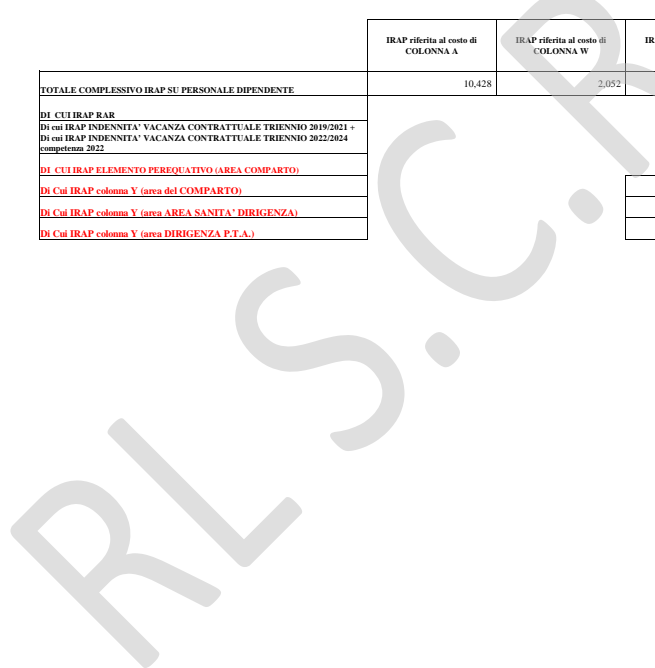 IRAP riferita al costo di
COLONNA A
IRAP riferita al costo di
COLONNA W
IR
TOTALE COMPLESSIVO IRAP SU PERSONALE DIPENDENTE
10,428
2,052
DI CUI IRAP RAR
Di cui IRAP INDENNITA' VACANZA CONTRATTUALE TRIENNIO 2019/2021 +
Di cui IRAP INDENNITA' VACANZA CONTRATTUALE TRIENNIO 2022/2024
competenza 2022
DI CUI IRAP ELEMENTO PEREQUATIVO (AREA COMPARTO)
Di Cui IRAP colonna Y (area del COMPARTO)
Di Cui IRAP colonna Y (area AREA SANITA' DIRIGENZA)
Di Cui IRAP colonna Y (area DIRIGENZA P.T.A.)
RL S.C.R